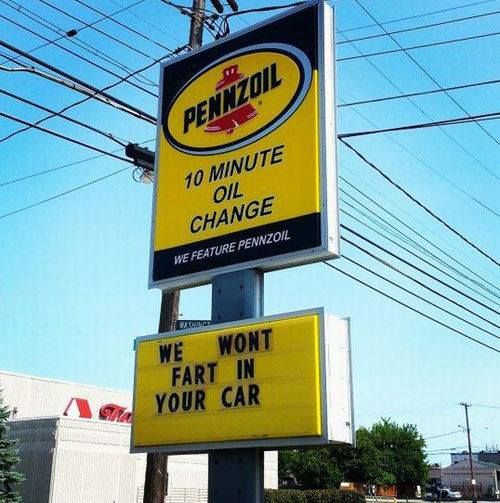 PENNZOIL
10 MINUTE
OIL
CHANGE
WE FEATURE PENNZOIL
WE WONT
FART IN
YOUR CAR